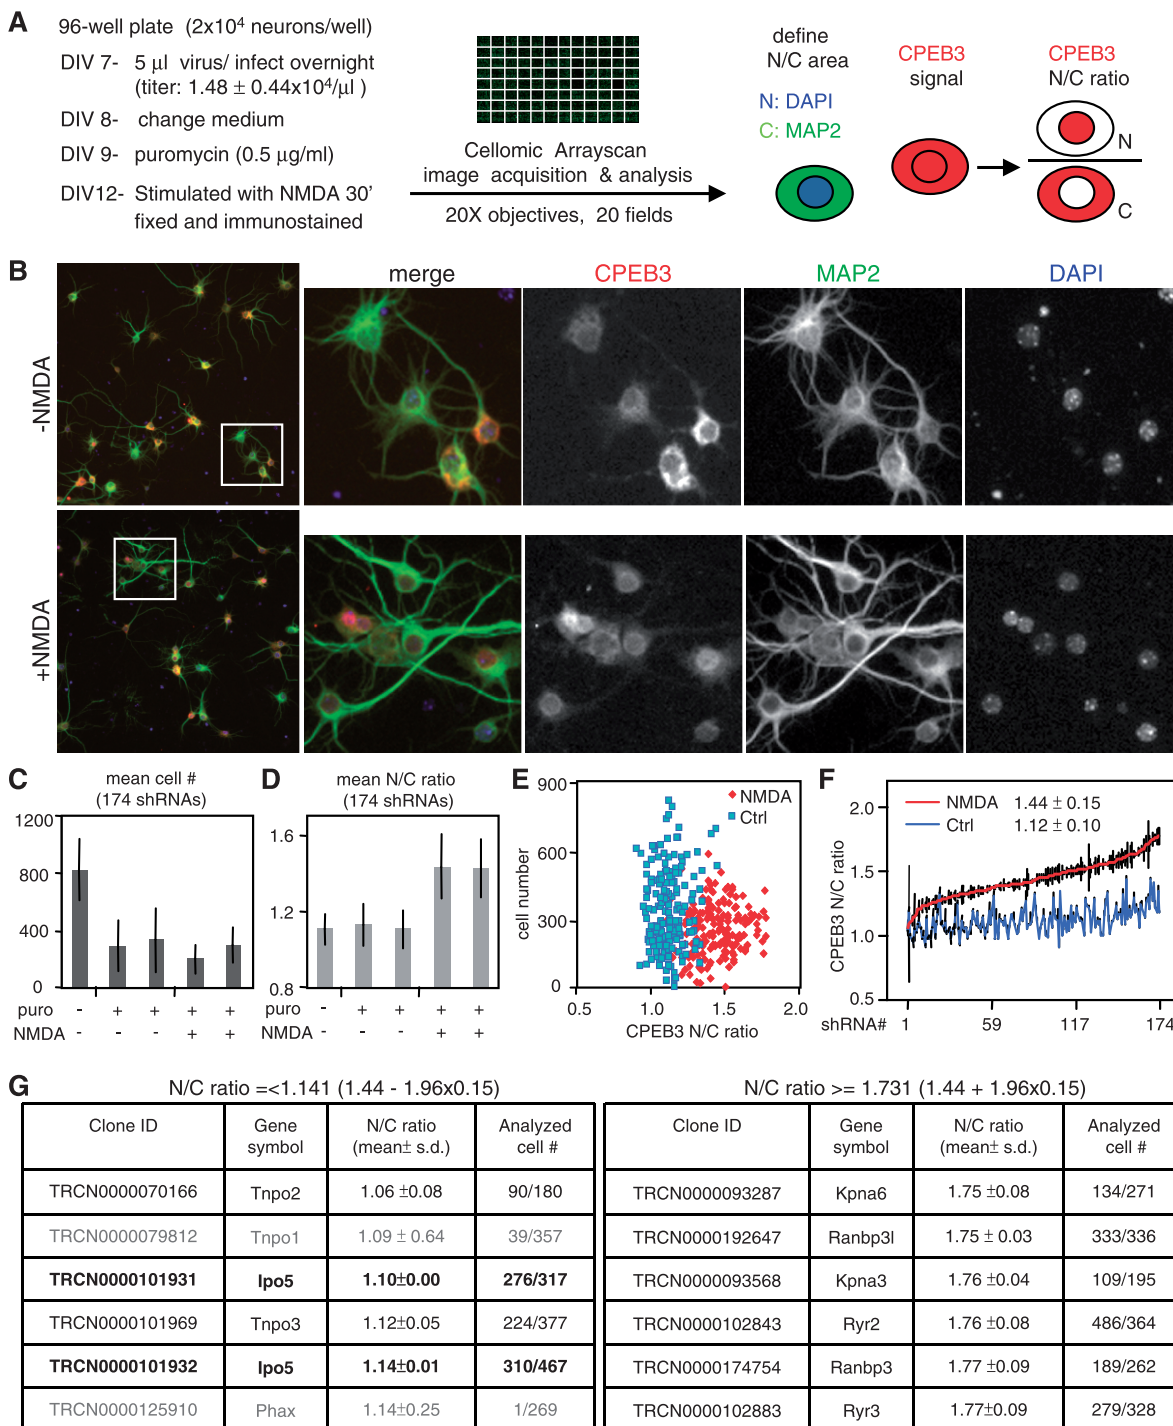 A
96-well plate (2x10⁴ neurons/well)
DIV 7- 5 µl virus/ infect overnight
(titer: 1.48 ± 0.44x10⁴/µl )
DIV 8- change medium
DIV 9- puromycin (0.5 µg/ml)
DIV12- Stimulated with NMDA 30'
fixed and immunostained
Cellomic Arrayscan
image acquisition & analysis
20X objectives, 20 fields
define
N/C area
N: DAPI
C: MAP2
CPEB3
signal
CPEB3
N/C ratio
N
C
B
merge
CPEB3
MAP2
DAPI
-NMDA
+NMDA
C
mean cell #
(174 shRNAs)
1200
800
400
0
puro - + + + +
NMDA - - - + +
D
mean N/C ratio
(174 shRNAs)
1.6
1.2
0.8
- + + + +
- - - + +
E
900
600
300
0
cell number
NMDA
Ctrl
0.5 1.0 1.5 2.0
CPEB3 N/C ratio
F
2.0
1.5
1.0
0.5
CPEB3 N/C ratio
NMDA 1.44 ± 0.15
Ctrl 1.12 ± 0.10
shRNA# 1 59 117 174
G
N/C ratio =<1.141 (1.44 - 1.96x0.15)
Clone ID Gene symbol N/C ratio (mean± s.d.) Analyzed cell #
TRCN0000070166 Tnpo2 1.06 ±0.08 90/180
TRCN0000079812 Tnpo1 1.09 ± 0.64 39/357
TRCN0000101931 Ipo5 1.10±0.00 276/317
TRCN0000101969 Tnpo3 1.12±0.05 224/377
TRCN0000101932 Ipo5 1.14±0.01 310/467
TRCN0000125910 Phax 1.14±0.25 1/269
N/C ratio >= 1.731 (1.44 + 1.96x0.15)
Clone ID Gene symbol N/C ratio (mean± s.d.) Analyzed cell #
TRCN0000093287 Kpna6 1.75 ±0.08 134/271
TRCN0000192647 Ranbp3l 1.75 ± 0.03 333/336
TRCN0000093568 Kpna3 1.76 ±0.04 109/195
TRCN0000102843 Ryr2 1.76 ±0.08 486/364
TRCN0000174754 Ranbp3 1.77 ±0.09 189/262
TRCN0000102883 Ryr3 1.77±0.09 279/328